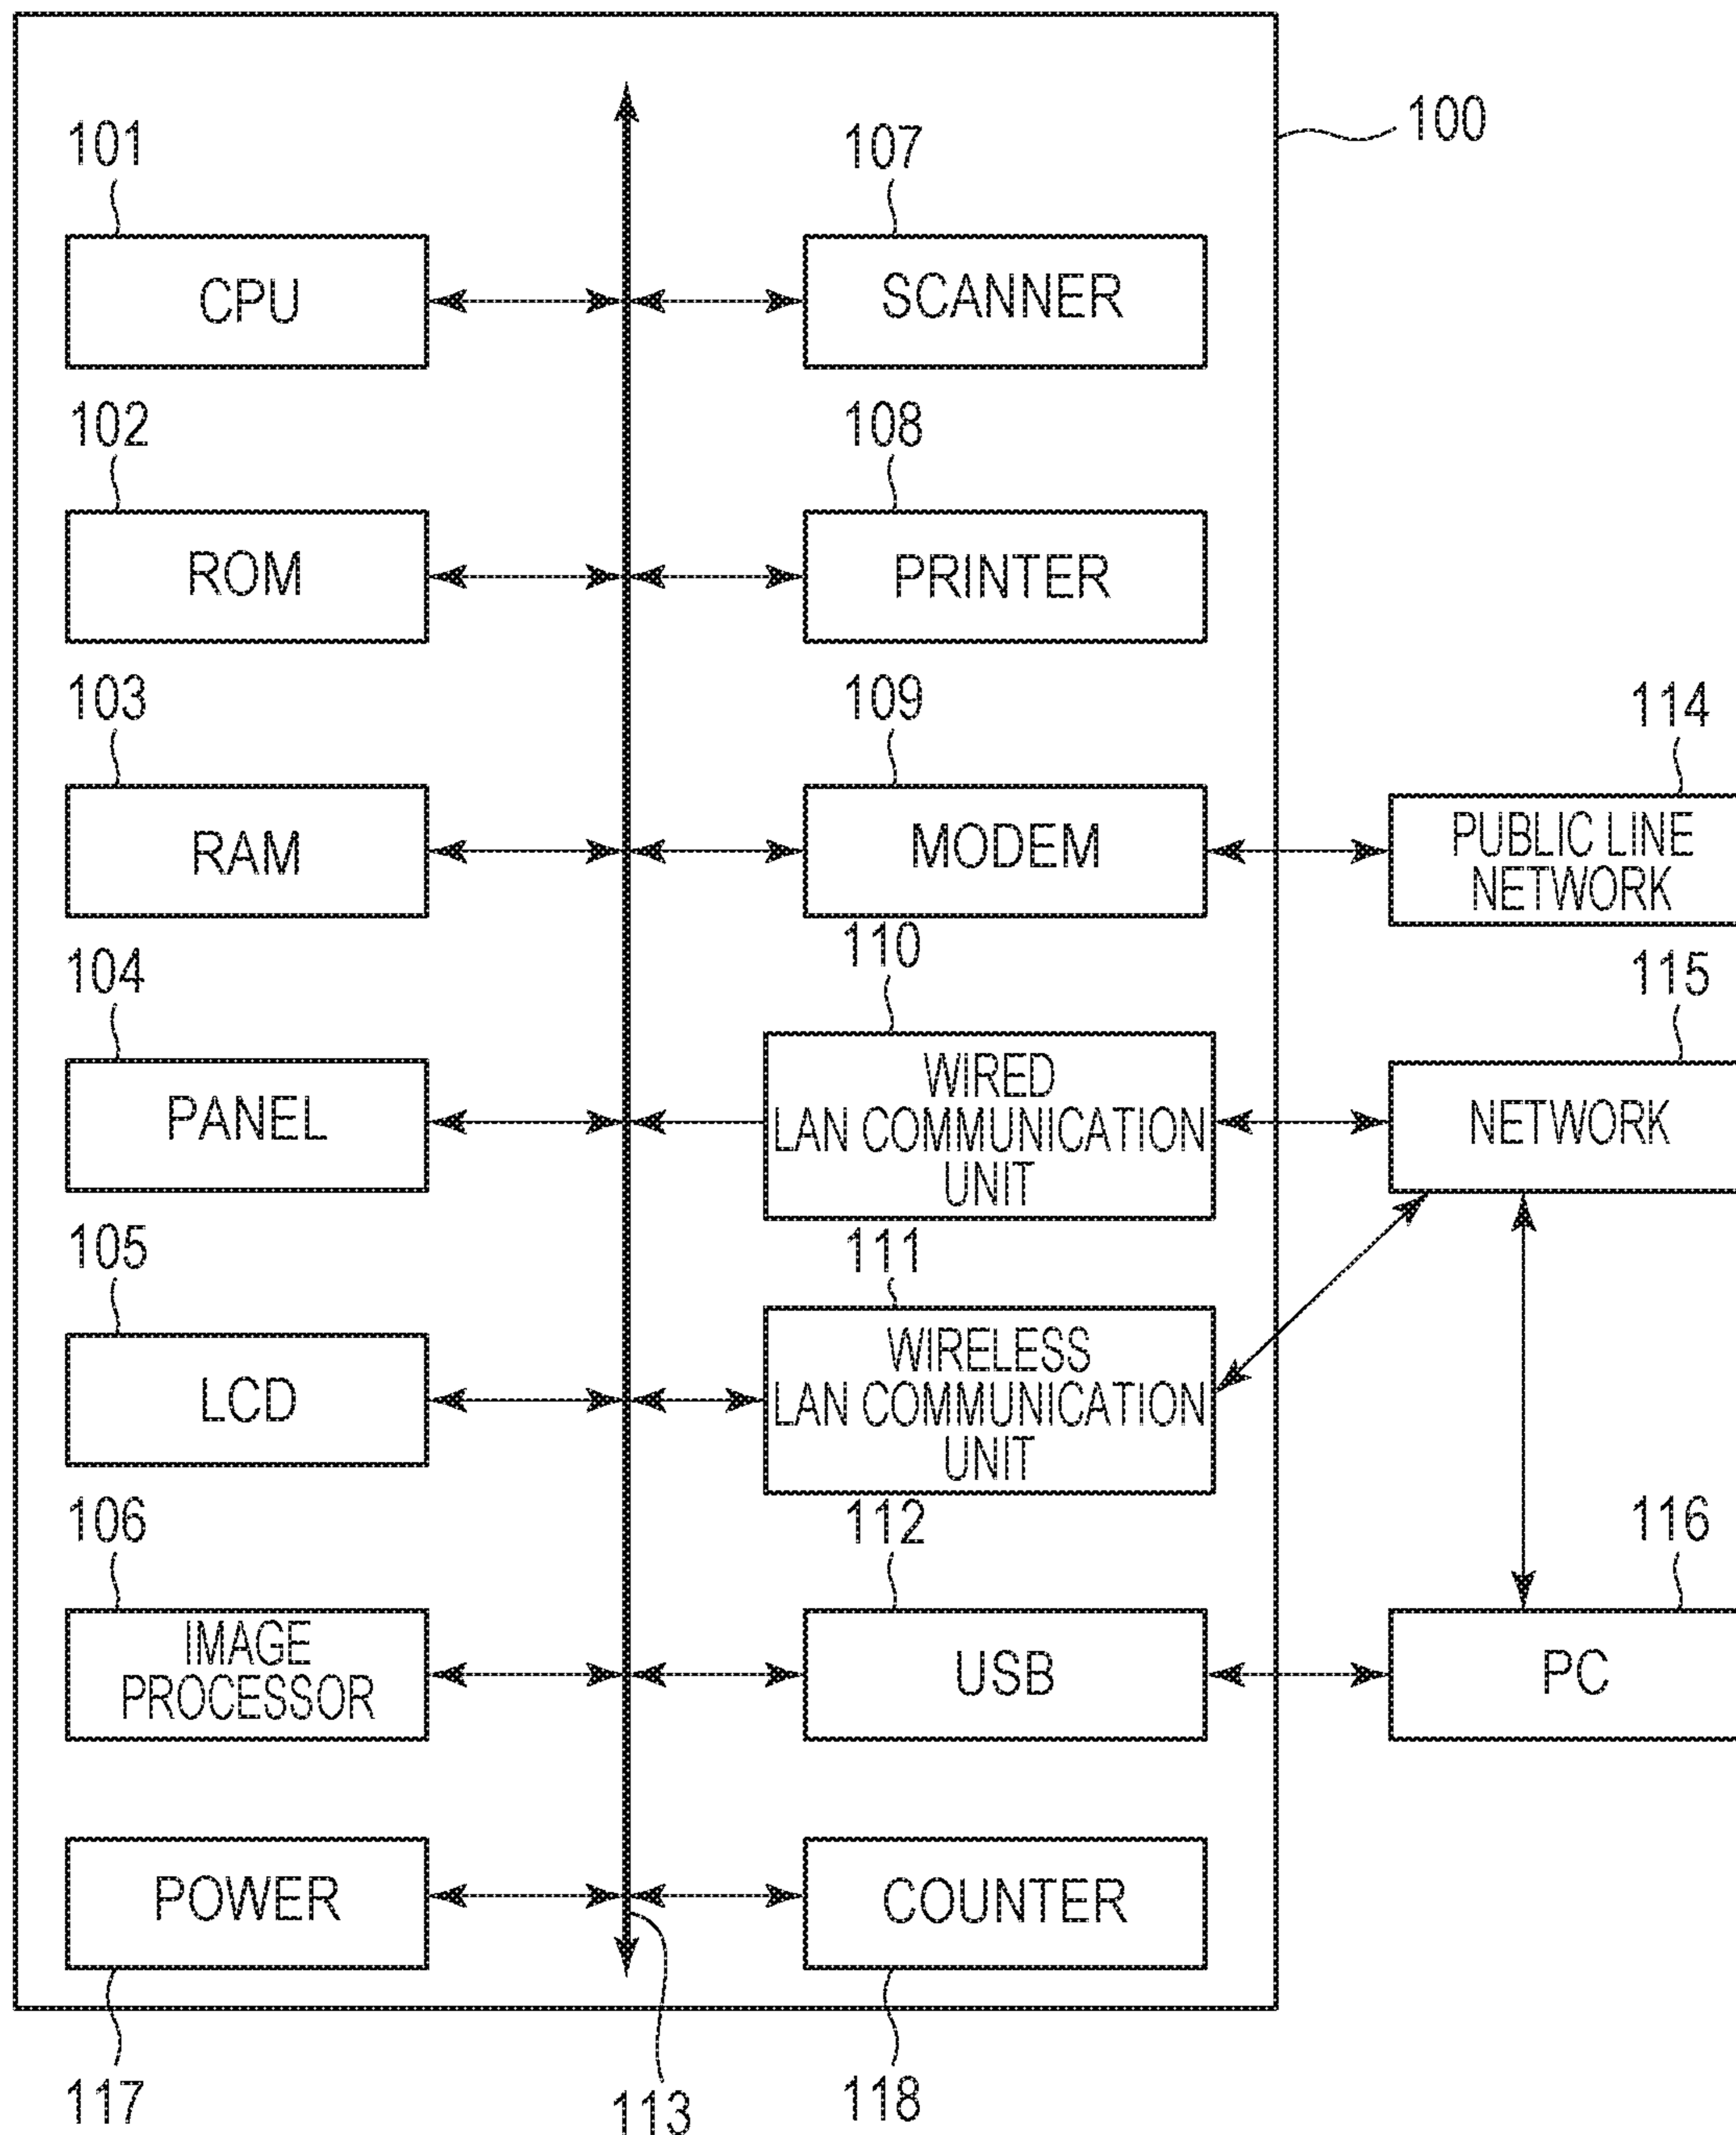 100
101
107
CPU
SCANNER
102
108
ROM
PRINTER
103
109
114
RAM
MODEM
PUBLIC LINE
NETWORK
104
110
115
PANEL
WIRED
LAN COMMUNICATION
UNIT
NETWORK
105
111
LCD
WIRELESS
LAN COMMUNICATION
UNIT
106
112
116
IMAGE
PROCESSOR
USB
PC
POWER
COUNTER
117
113
118